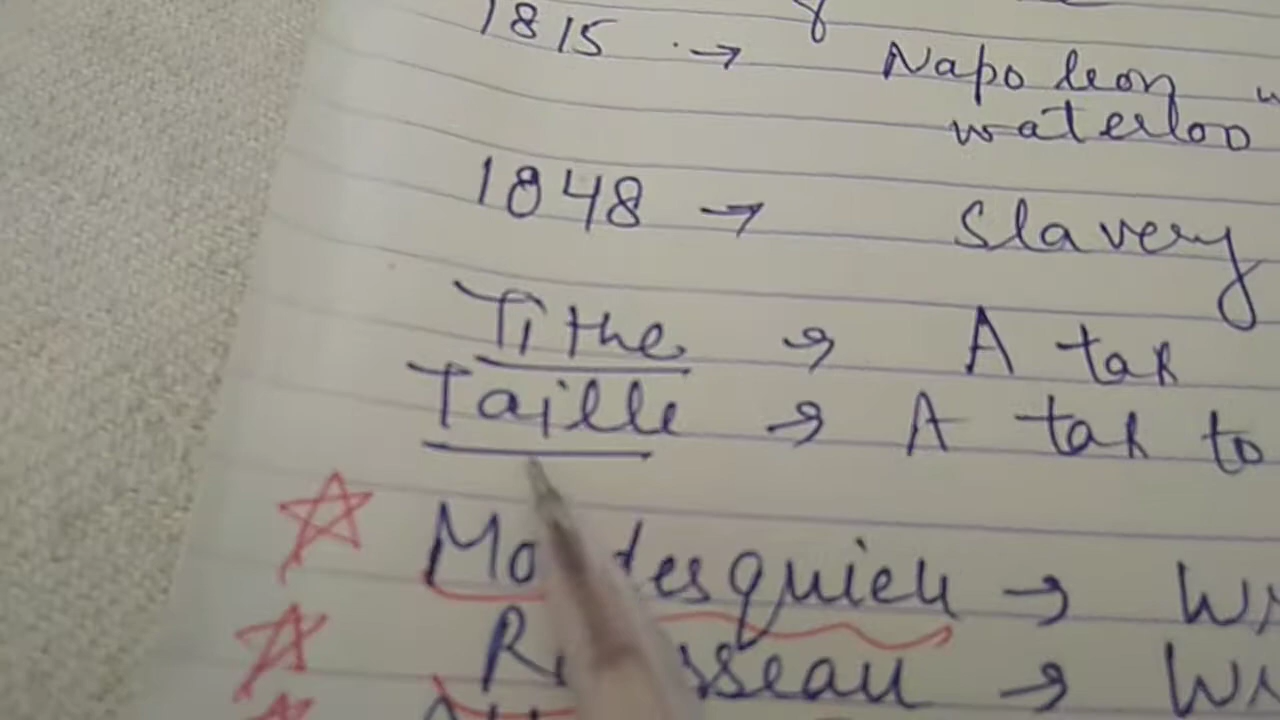 1815 → Napoleon
waterloo
1848 → Slavery
Tithe → A tax
Taille → A tax to
Montesquieu → W
Rousseau → W